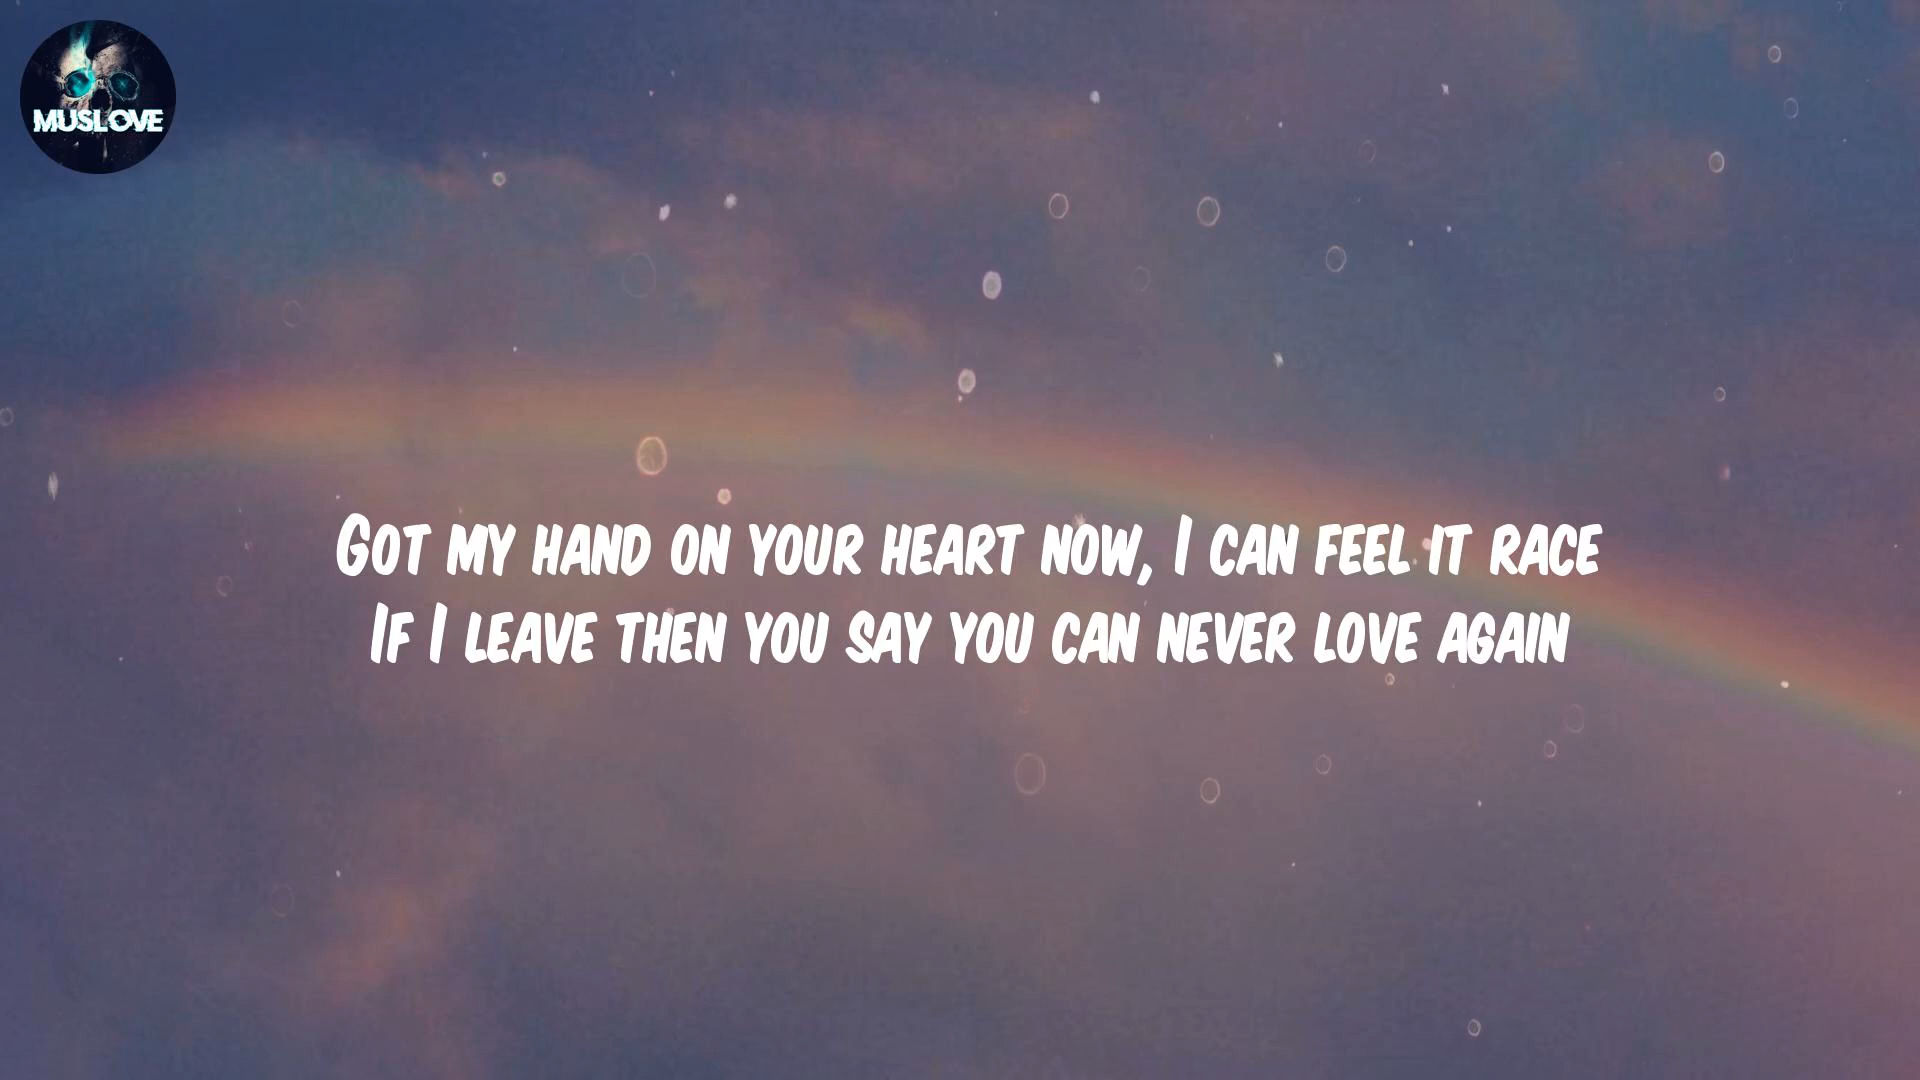 MUSLOVE
Got my hand on your heart now, I can feel it race
If I leave then you say you can never love again